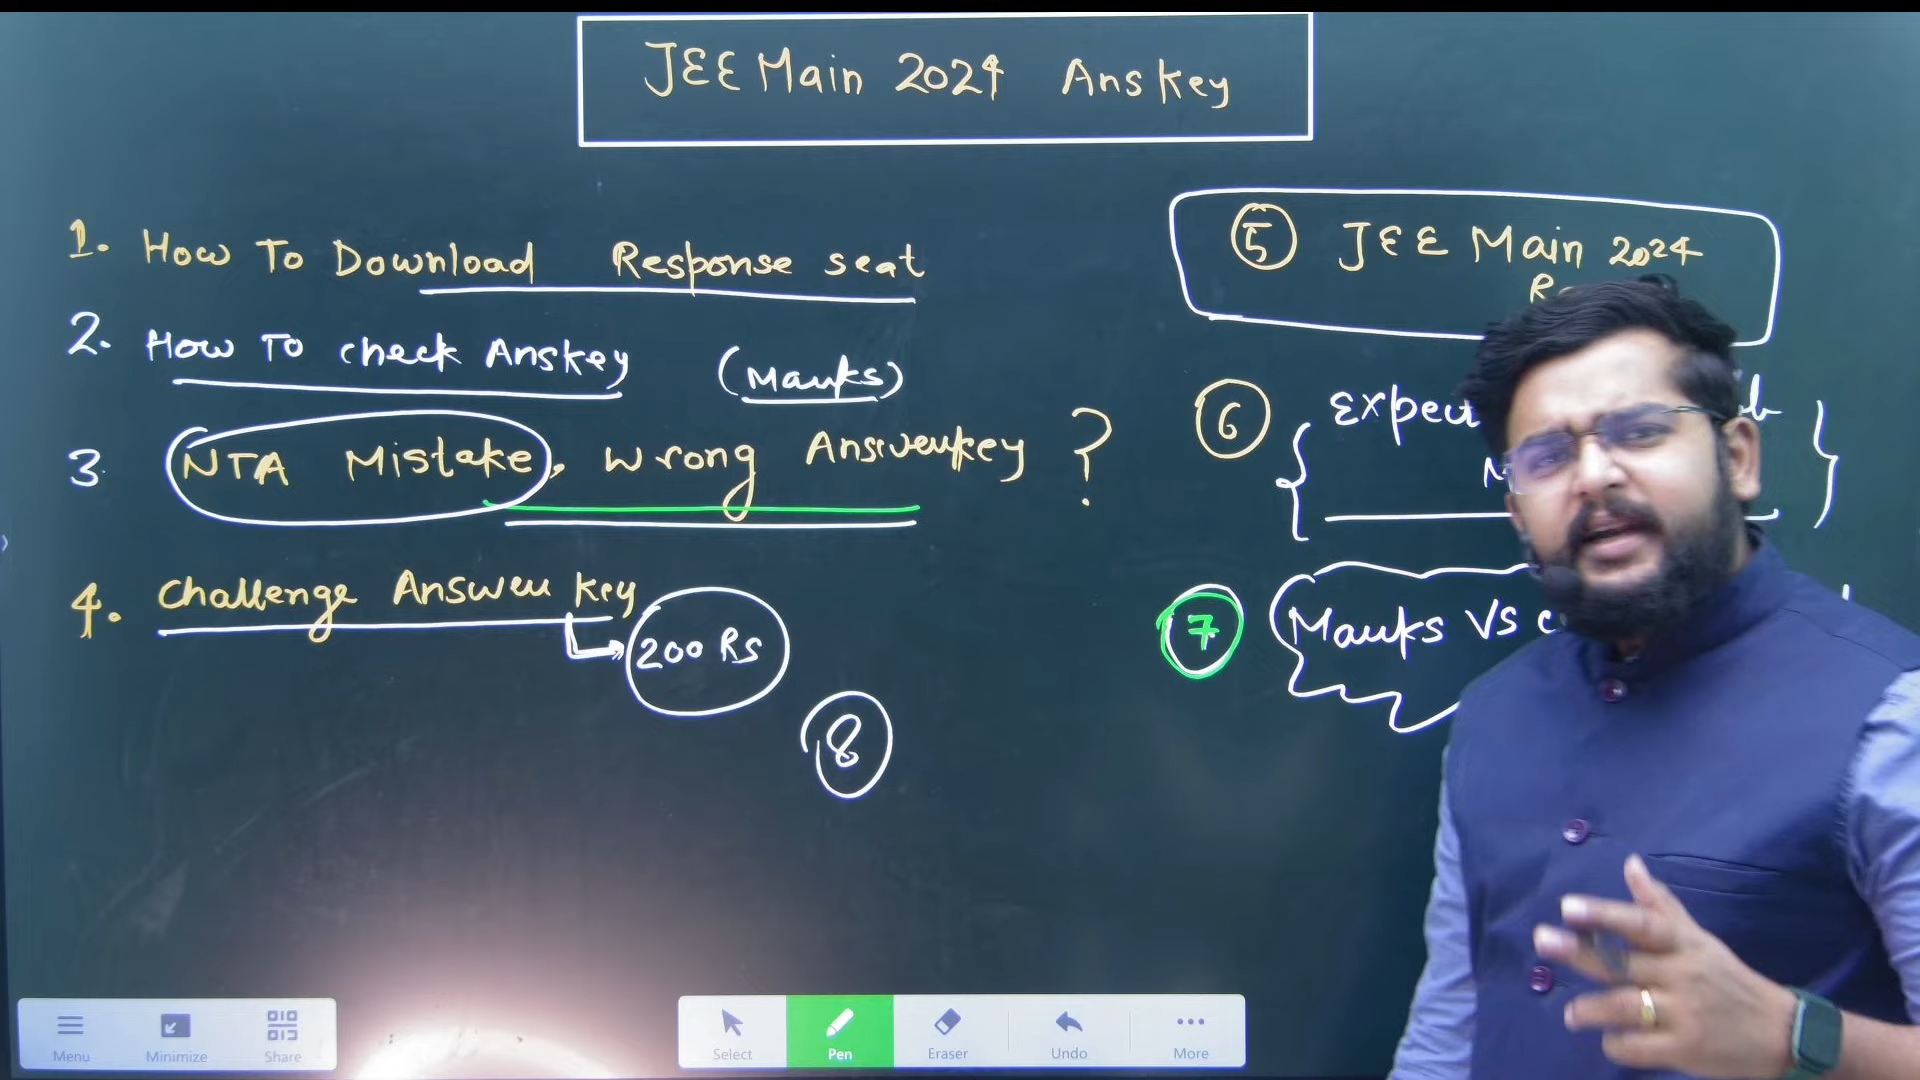 JEE Main 2024 Anskey
1. How To Download Response seat
2. How To check Anskey (Marks)
3. NTA Mistake, wrong Answerkey ?
4. Challenge Answer key
200 Rs
8
5 JEE Main 2024
6 Expect
7 Marks VS
Menu Minimize Share
Select Pen Eraser Undo More